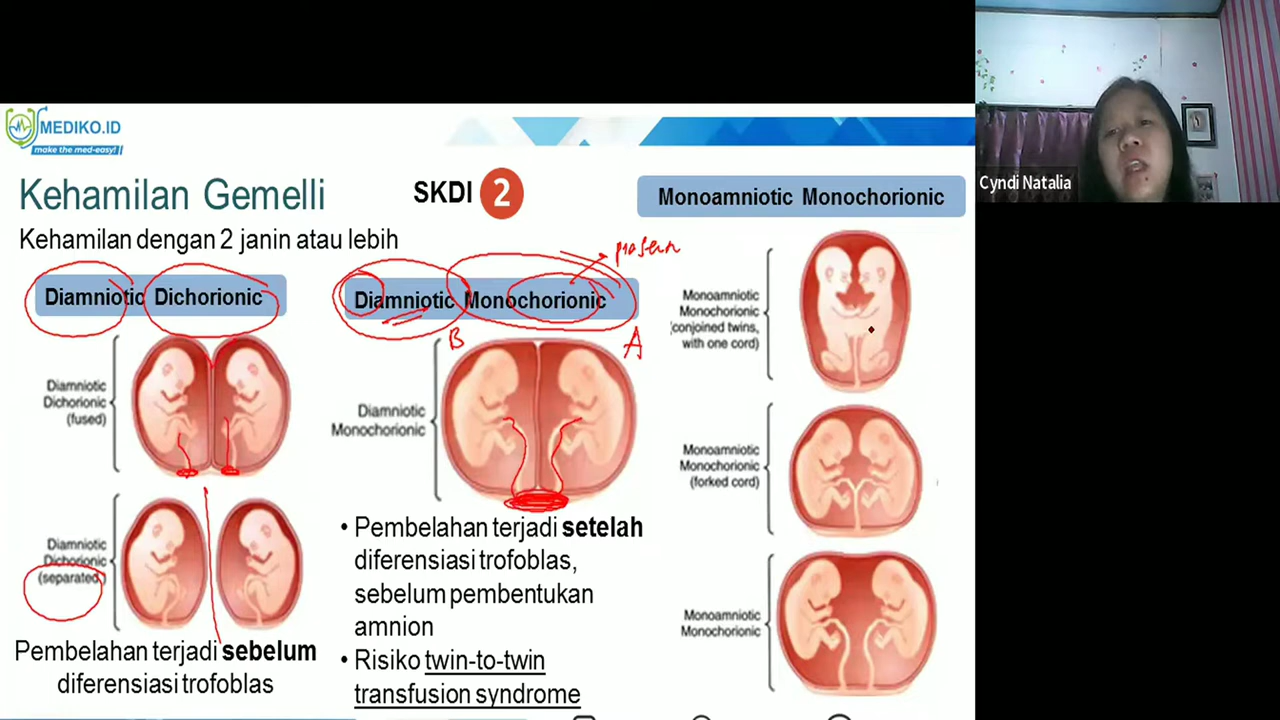 MEDIKO.ID
make the med-easy!
Kehamilan Gemelli
SKDI 2
Kehamilan dengan 2 janin atau lebih
Diamniotic Dichorionic
Diamniotic
Dichorionic
(fused)
Diamniotic
Dichorionic
(separated)
Pembelahan terjadi sebelum
diferensiasi trofoblas
Diamniotic Monochorionic
B
A
Diamniotic
Monochorionic
• Pembelahan terjadi setelah
diferensiasi trofoblas,
sebelum pembentukan
amnion
• Risiko twin-to-twin
transfusion syndrome
Monoamniotic Monochorionic
Monoamniotic
Monochorionic
(conjoined twins,
with one cord)
Monoamniotic
Monochorionic
(forked cord)
Monoamniotic
Monochorionic
Cyndi Natalia